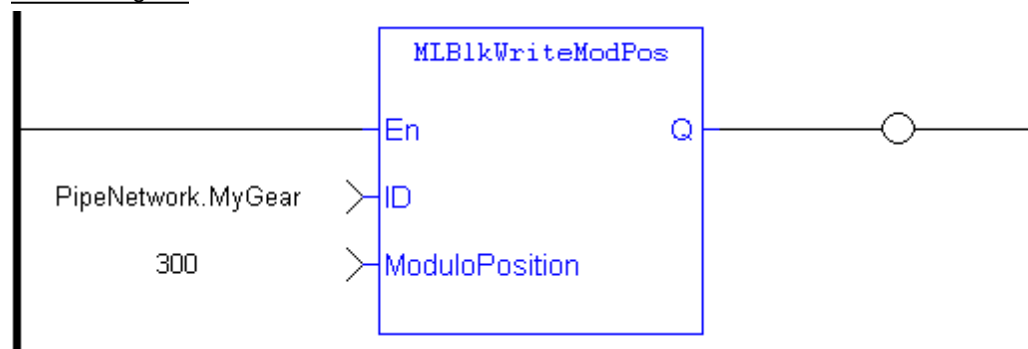 MLBlkWriteModPos
En Q
PipeNetwork.MyGear ID
300 ModuloPosition